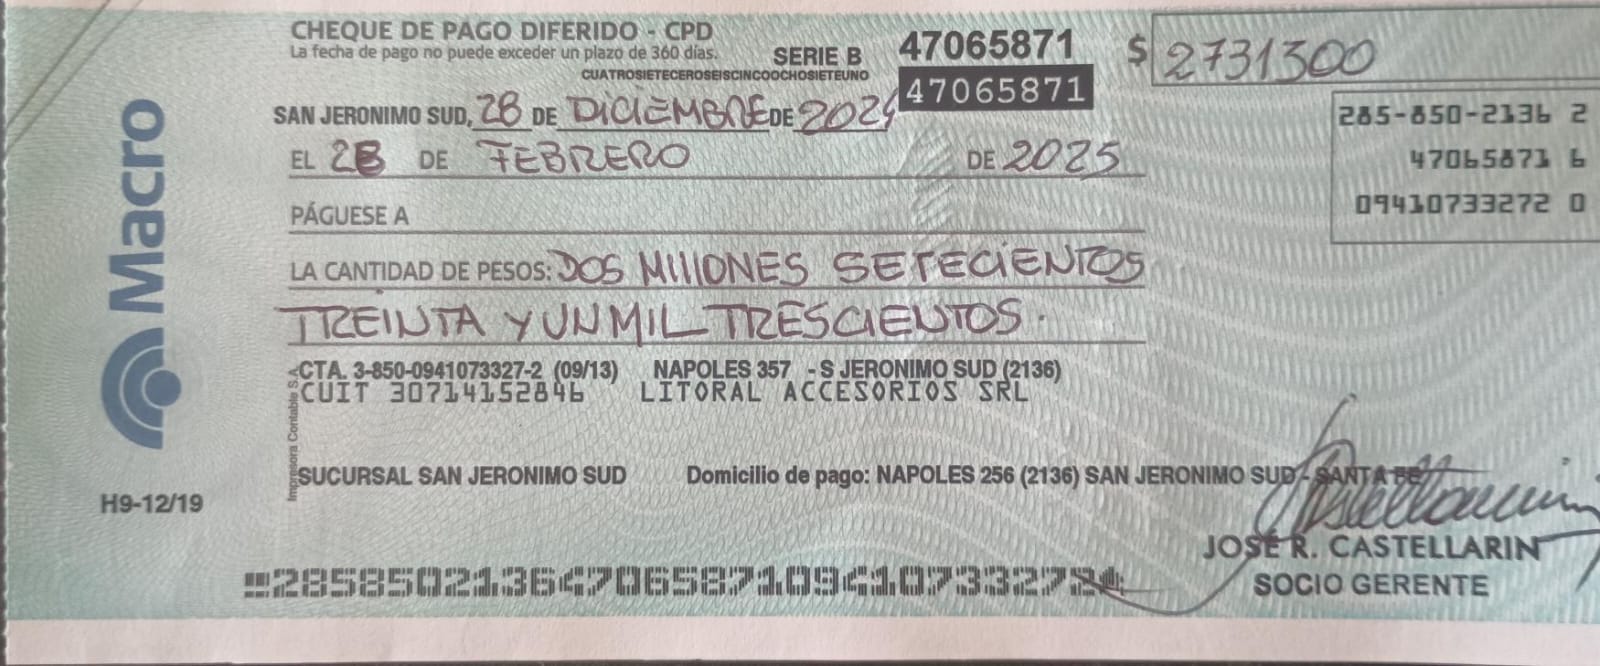 CHEQUE DE PAGO DIFERIDO - CPD
La fecha de pago no puede exceder un plazo de 360 días.
SERIE B 47065871
$ 2731300
CUATROSIETECEROSEISCINCOOCHOSIETEUNO
47065871
285-850-2136 2
47065871 6
09410733272 0
SAN JERONIMO SUD, 28 DE DICIEMBRE DE 2024
EL 28 DE FEBRERO DE 2025
PÁGUESE A
LA CANTIDAD DE PESOS: DOS MILLONES SETECIENTOS
TREINTA Y UN MIL TRESCIENTOS.
CTA. 3-850-0941073327-2 (09/13) NAPOLES 357 - S JERONIMO SUD (2136)
CUIT 30714152846 LITORAL ACCESORIOS SRL
SUCURSAL SAN JERONIMO SUD Domicilio de pago: NAPOLES 256 (2136) SAN JERONIMO SUD - SANTA FE
Impresora Contable S.A.
Macro
H9-12/19
JOSE R. CASTELLARIN
SOCIO GERENTE
285850213647065871094107332721